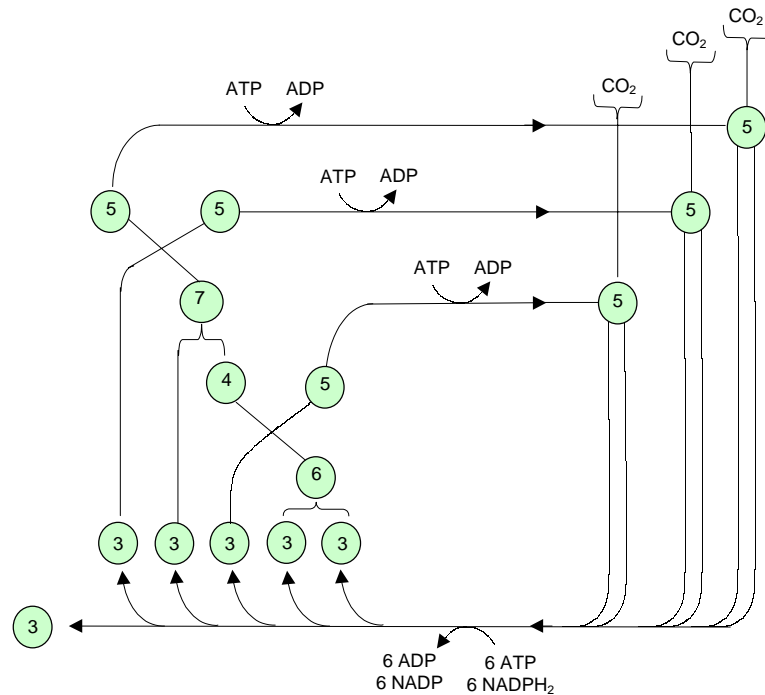 CO₂
CO₂
CO₂
ATP ADP
5
ATP ADP
5 5 5
ATP ADP
7 5
4 5
6
3 3 3 3 3
3
6 ADP 6 ATP
6 NADP 6 NADPH₂